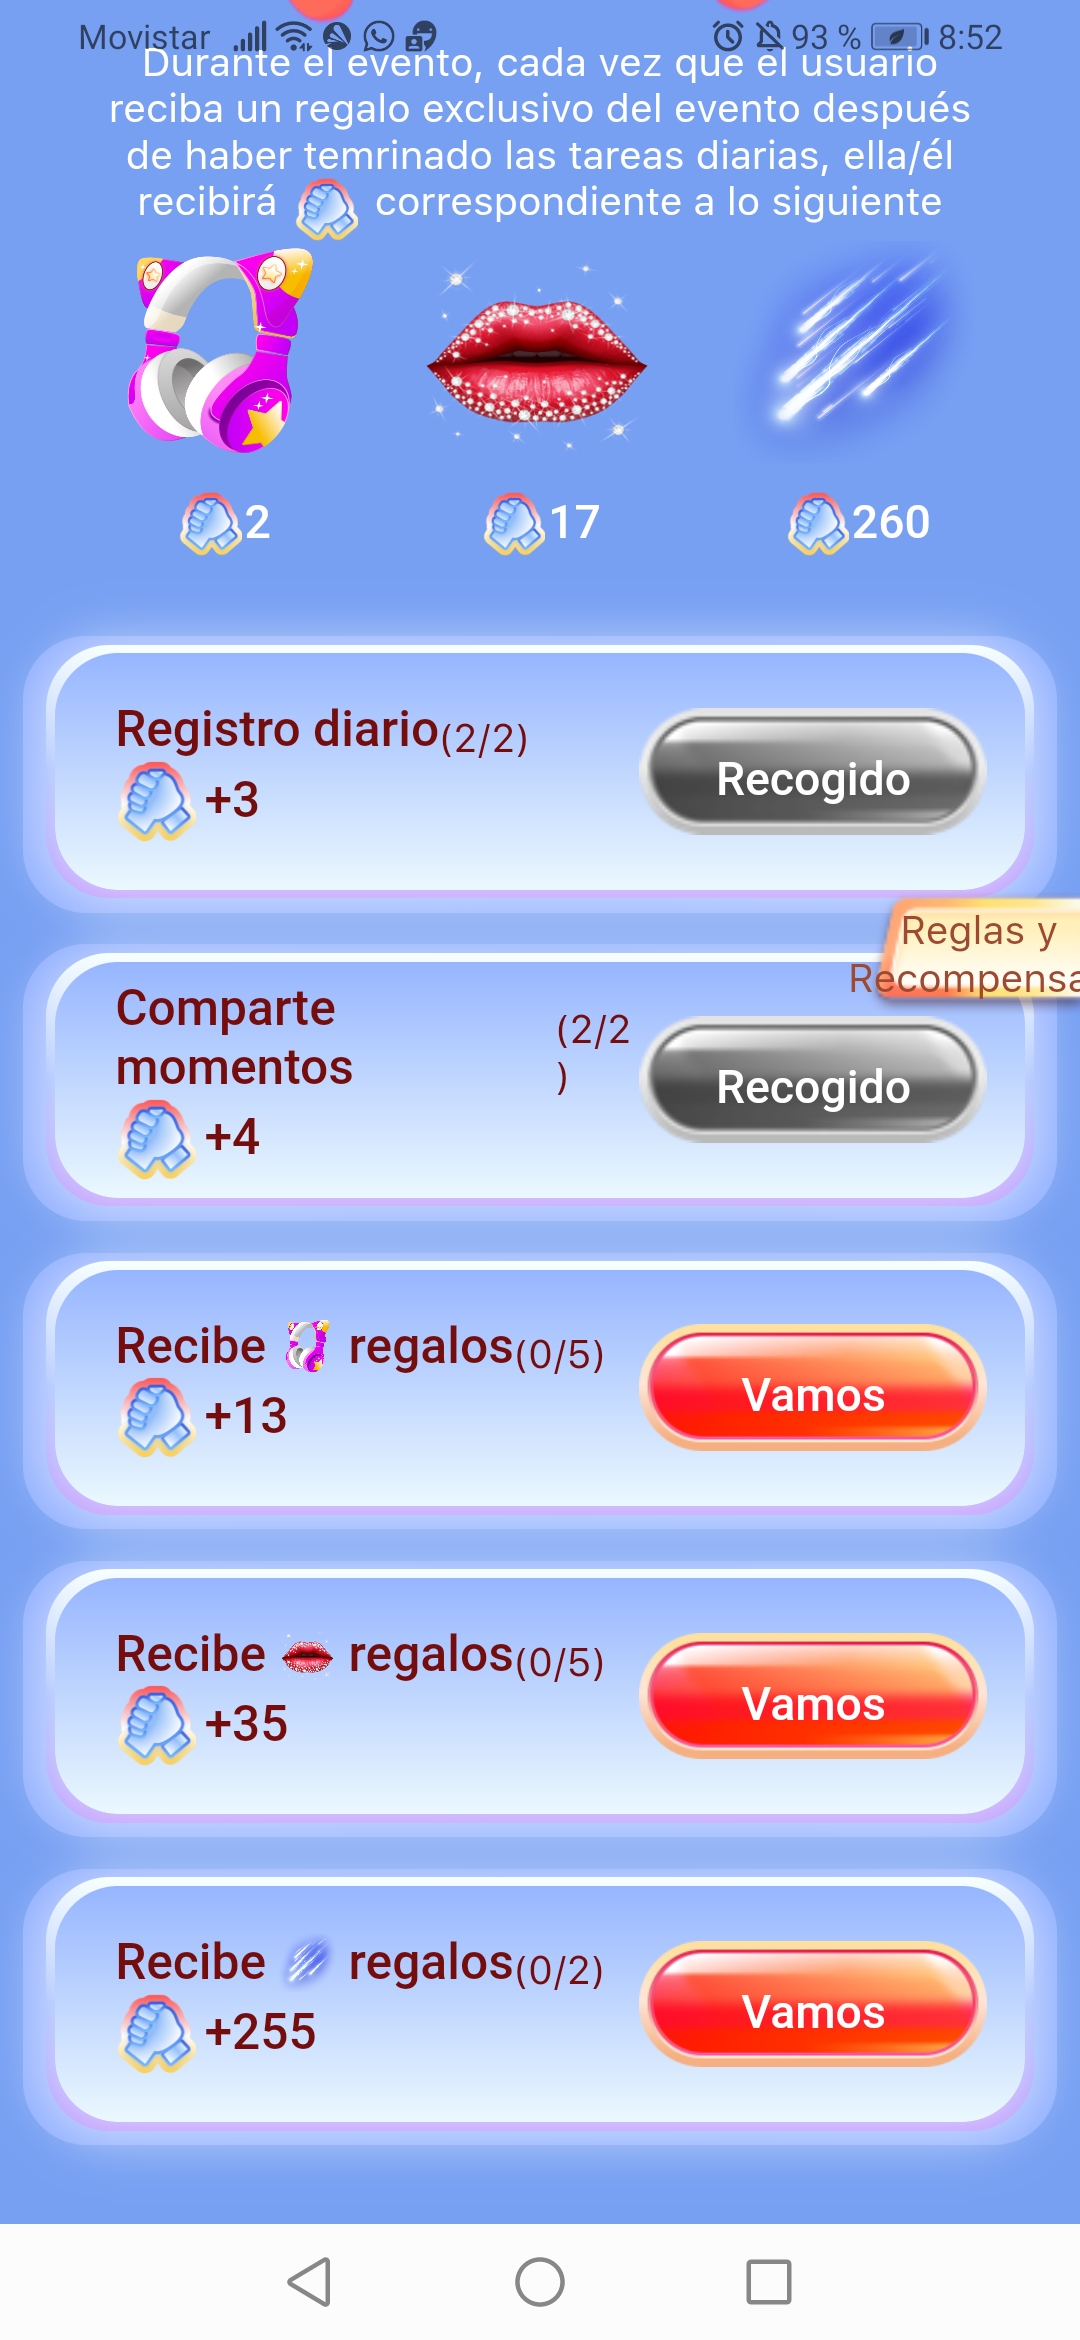 Movistar 93 % 8:52
Durante el evento, cada vez que el usuario
reciba un regalo exclusivo del evento después
de haber temrinado las tareas diarias, ella/él
recibirá correspondiente a lo siguiente
2 17 260
Registro diario(2/2)
+3
Recogido
Reglas y
Recompensa
Comparte
momentos
(2/2
)
+4
Recogido
Recibe regalos(0/5)
+13
Vamos
Recibe regalos(0/5)
+35
Vamos
Recibe regalos(0/2)
+255
Vamos